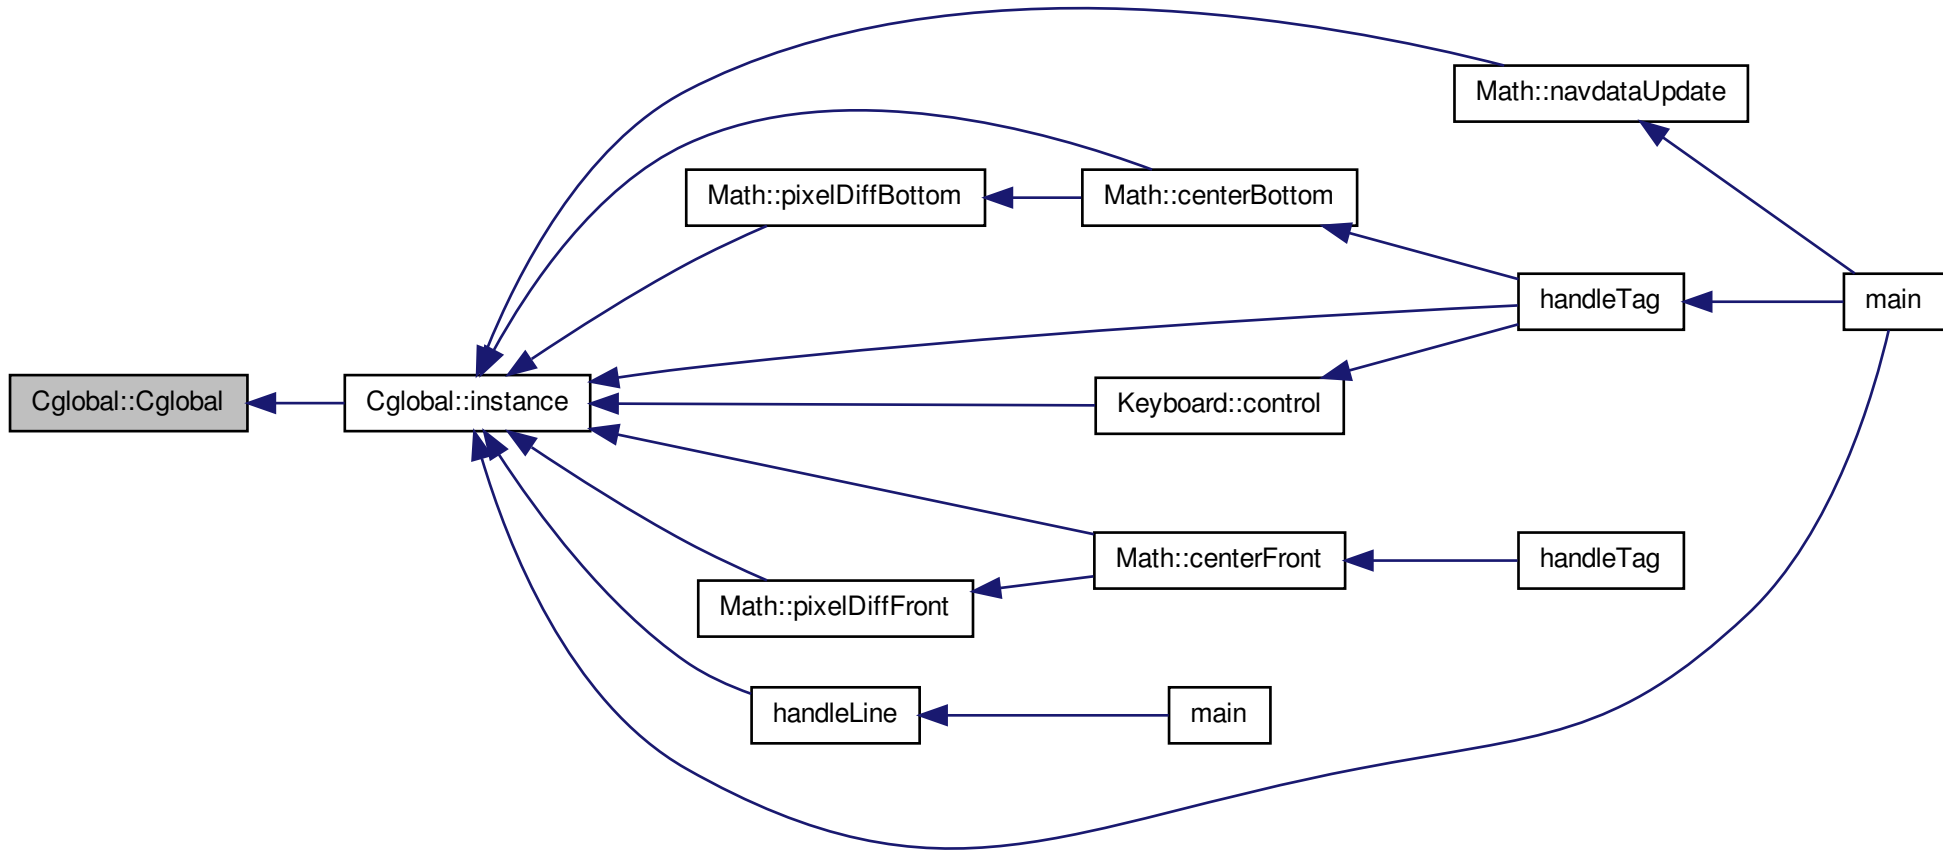 Math::navdataUpdate
Math::pixelDiffBottom
Math::centerBottom
handleTag
main
Cglobal::Cglobal
Cglobal::instance
Keyboard::control
Math::centerFront
handleTag
Math::pixelDiffFront
handleLine
main